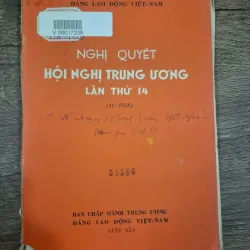 ĐẢNG LAO ĐỘNG VIỆT-NAM
V 00017209
NGHỊ QUYẾT
HỘI NGHỊ TRUNG ƯƠNG
LẦN THỨ 14
(11-1958)
BAN CHẤP HÀNH TRUNG ƯƠNG
ĐẢNG LAO ĐỘNG VIỆT-NAM
XUẤT BẢN